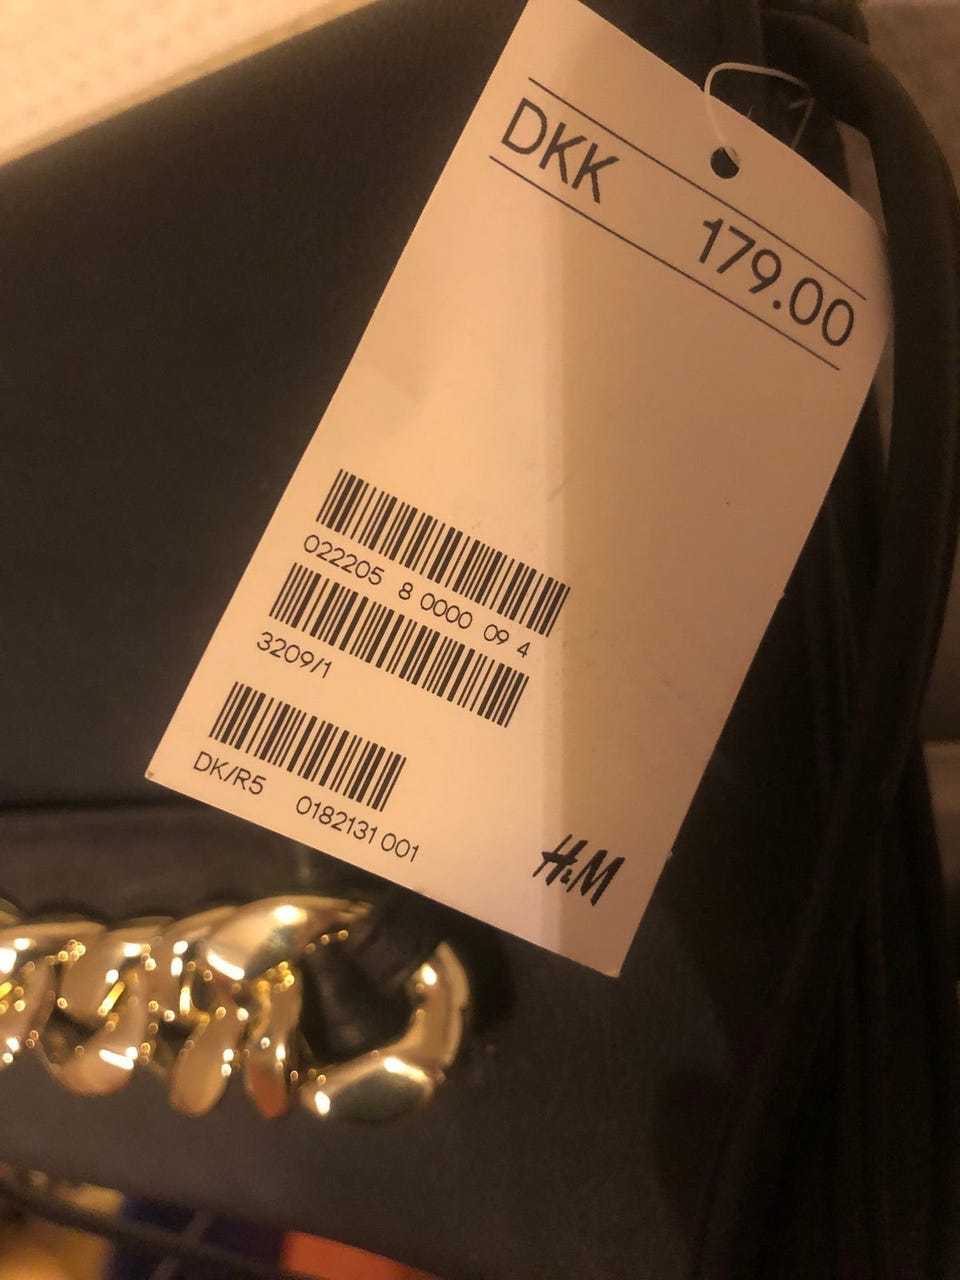 DKK 179.00
022205 8 0000 09 4
3209/1
DK/R5 0182131 001
H&M